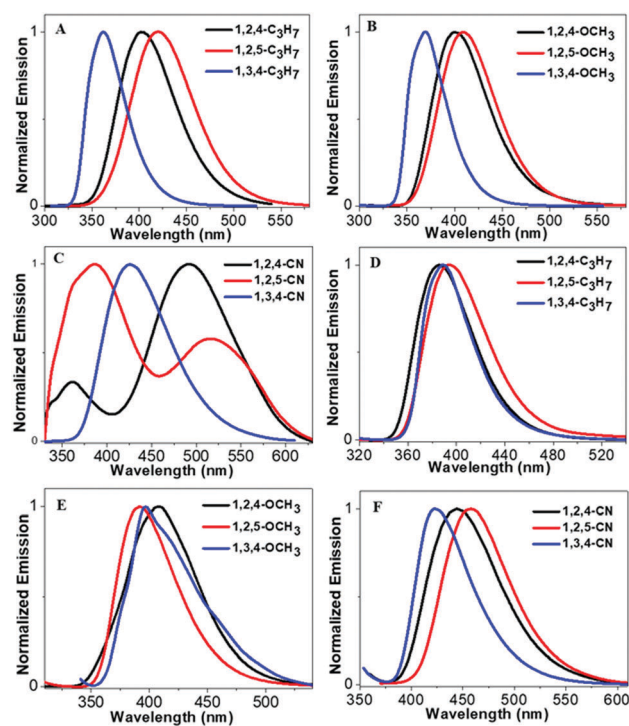 A
1,2,4-C₃H₇
1,2,5-C₃H₇
1,3,4-C₃H₇
1
0
Normalized Emission
300 350 400 450 500 550
Wavelength (nm)
B
1,2,4-OCH₃
1,2,5-OCH₃
1,3,4-OCH₃
1
0
Normalized Emission
300 350 400 450 500 550
Wavelength (nm)
C
1,2,4-CN
1,2,5-CN
1,3,4-CN
1
0
Normalized Emission
350 400 450 500 550 600
Wavelength (nm)
D
1,2,4-C₃H₇
1,2,5-C₃H₇
1,3,4-C₃H₇
1
0
Normalized Emission
320 360 400 440 480 520
Wavelength (nm)
E
1,2,4-OCH₃
1,2,5-OCH₃
1,3,4-OCH₃
1
0
Normalized Emission
350 400 450 500
Wavelength (nm)
F
1,2,4-CN
1,2,5-CN
1,3,4-CN
1
0
Normalized Emission
350 400 450 500 550 600
Wavelength (nm)